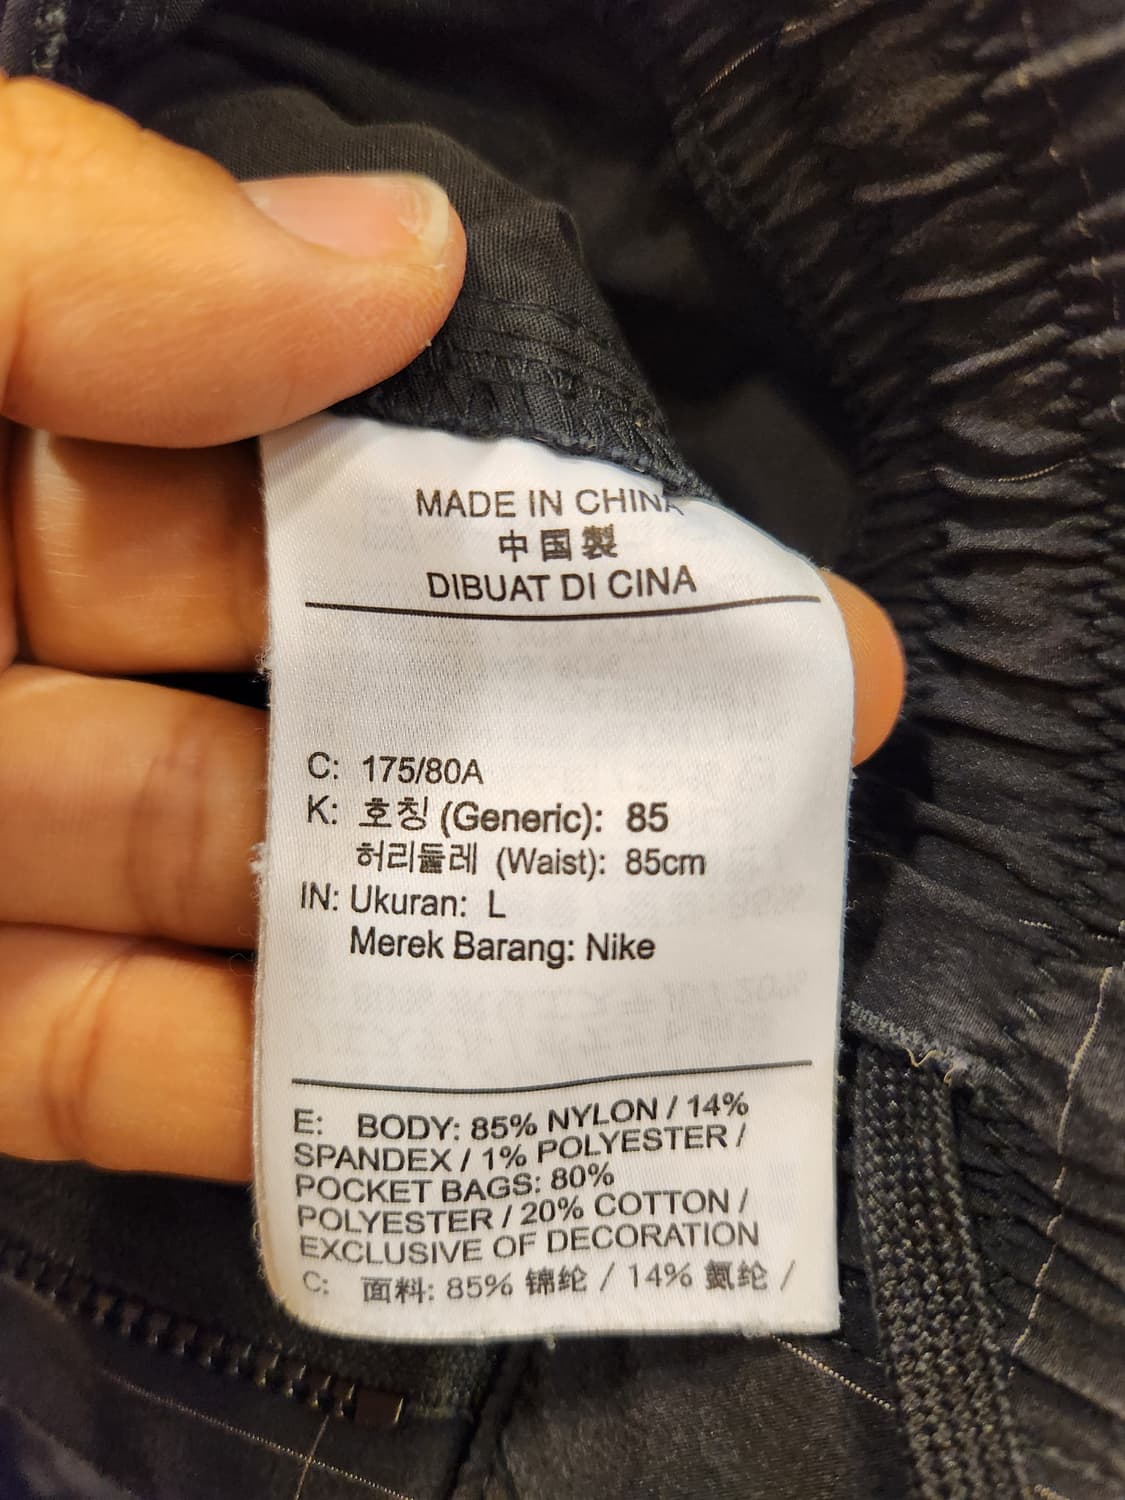 MADE IN CHINA
中国製
DIBUAT DI CINA
C: 175/80A
K: 호칭 (Generic): 85
허리둘레 (Waist): 85cm
IN: Ukuran: L
Merek Barang: Nike
E: BODY: 85% NYLON / 14%
SPANDEX / 1% POLYESTER /
POCKET BAGS: 80%
POLYESTER / 20% COTTON /
EXCLUSIVE OF DECORATION
C: 面料: 85% 锦纶 / 14% 氨纶 /